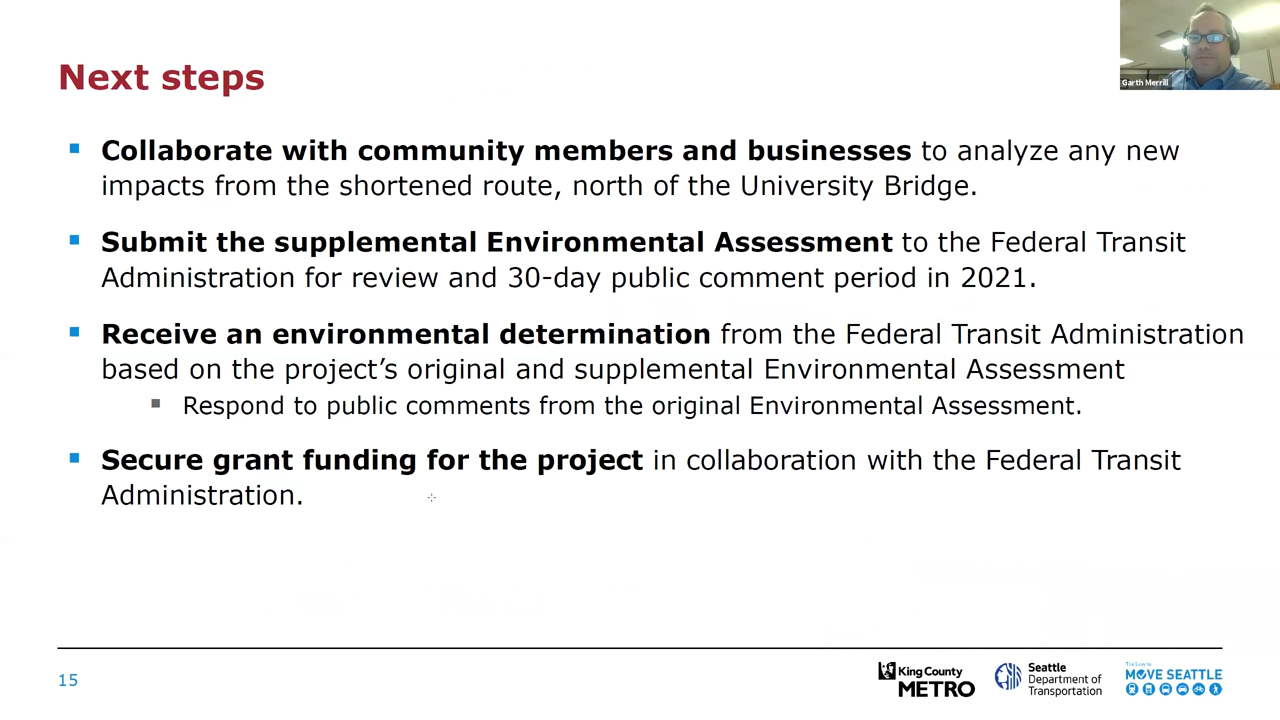 Garth Merrill
Next steps
Collaborate with community members and businesses to analyze any new
impacts from the shortened route, north of the University Bridge.
Submit the supplemental Environmental Assessment to the Federal Transit
Administration for review and 30-day public comment period in 2021.
Receive an environmental determination from the Federal Transit Administration
based on the project’s original and supplemental Environmental Assessment
Respond to public comments from the original Environmental Assessment.
Secure grant funding for the project in collaboration with the Federal Transit
Administration.
15
King County
METRO
Seattle
Department of
Transportation
The Levy to
MOVE SEATTLE